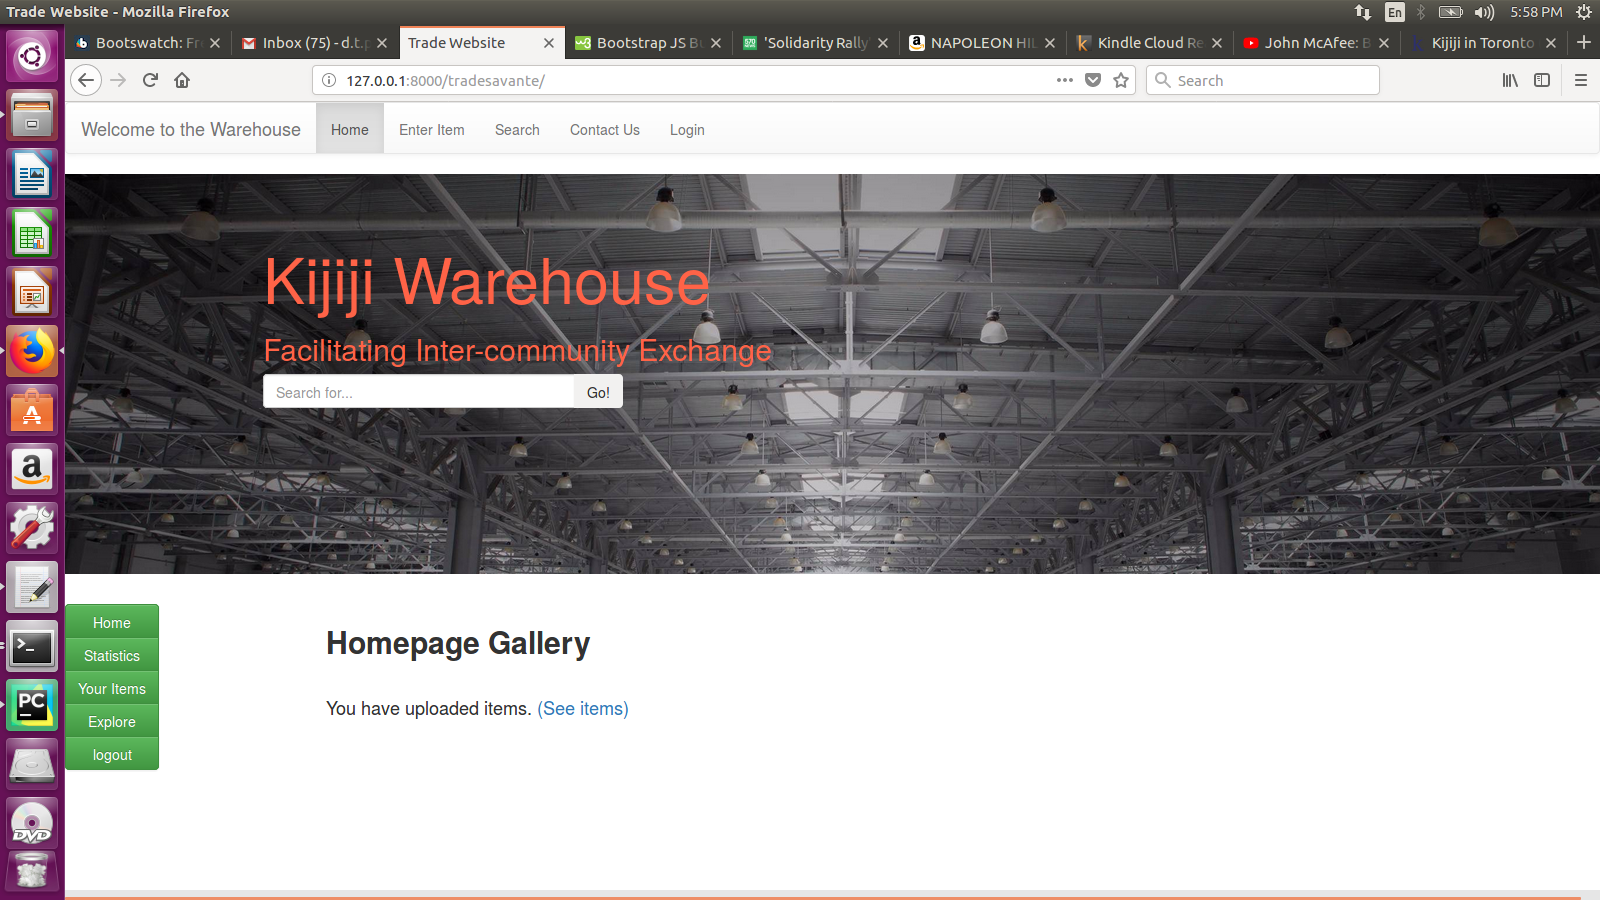 Trade Website - Mozilla Firefox
En
5:58 PM
Bootswatch: Fr
Inbox (75) - d.t.
Trade Website
Bootstrap JS B
'Solidarity Rally
NAPOLEON HI
Kindle Cloud Re
John McAfee: B
Kijiji in Toronto
127.0.0.1:8000/tradesavante/
Search
Welcome to the Warehouse
Home
Enter Item
Search
Contact Us
Login
Kijiji Warehouse
Facilitating Inter-community Exchange
Search for...
Go!
Home
Statistics
Your Items
Explore
logout
Homepage Gallery
You have uploaded items. (See items)
PC
DVD